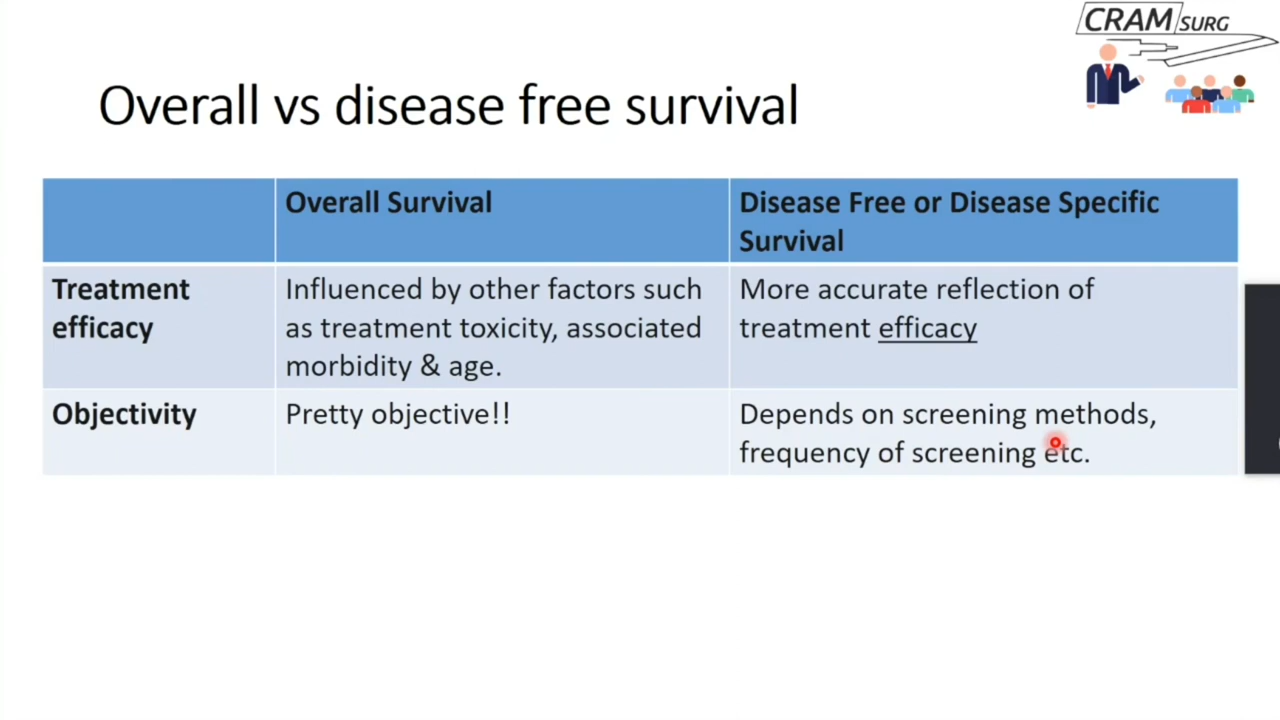 CRAM SURG
Overall vs disease free survival
Overall Survival
Disease Free or Disease Specific
Survival
Treatment
efficacy
Influenced by other factors such
as treatment toxicity, associated
morbidity & age.
More accurate reflection of
treatment efficacy
Objectivity
Pretty objective!!
Depends on screening methods,
frequency of screening etc.